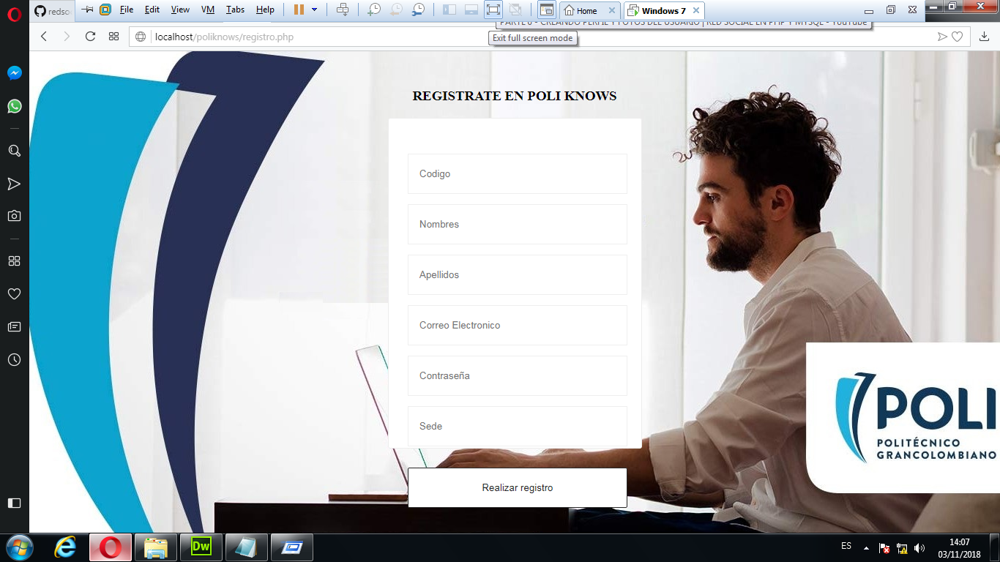 redso
File Edit View VM Tabs Help
Home
Windows 7
PARTE 6 - CREANDO PERFIL Y FOTOS DEL USUARIO | RED SOCIAL EN PHP Y MYSQL - YouTube
localhost/poliknows/registro.php
Exit full screen mode
REGISTRATE EN POLI KNOWS
Codigo
Nombres
Apellidos
Correo Electronico
Contraseña
Sede
Realizar registro
POLI
POLITÉCNICO
GRANCOLOMBIANO
Dw
ES
14:07
03/11/2018